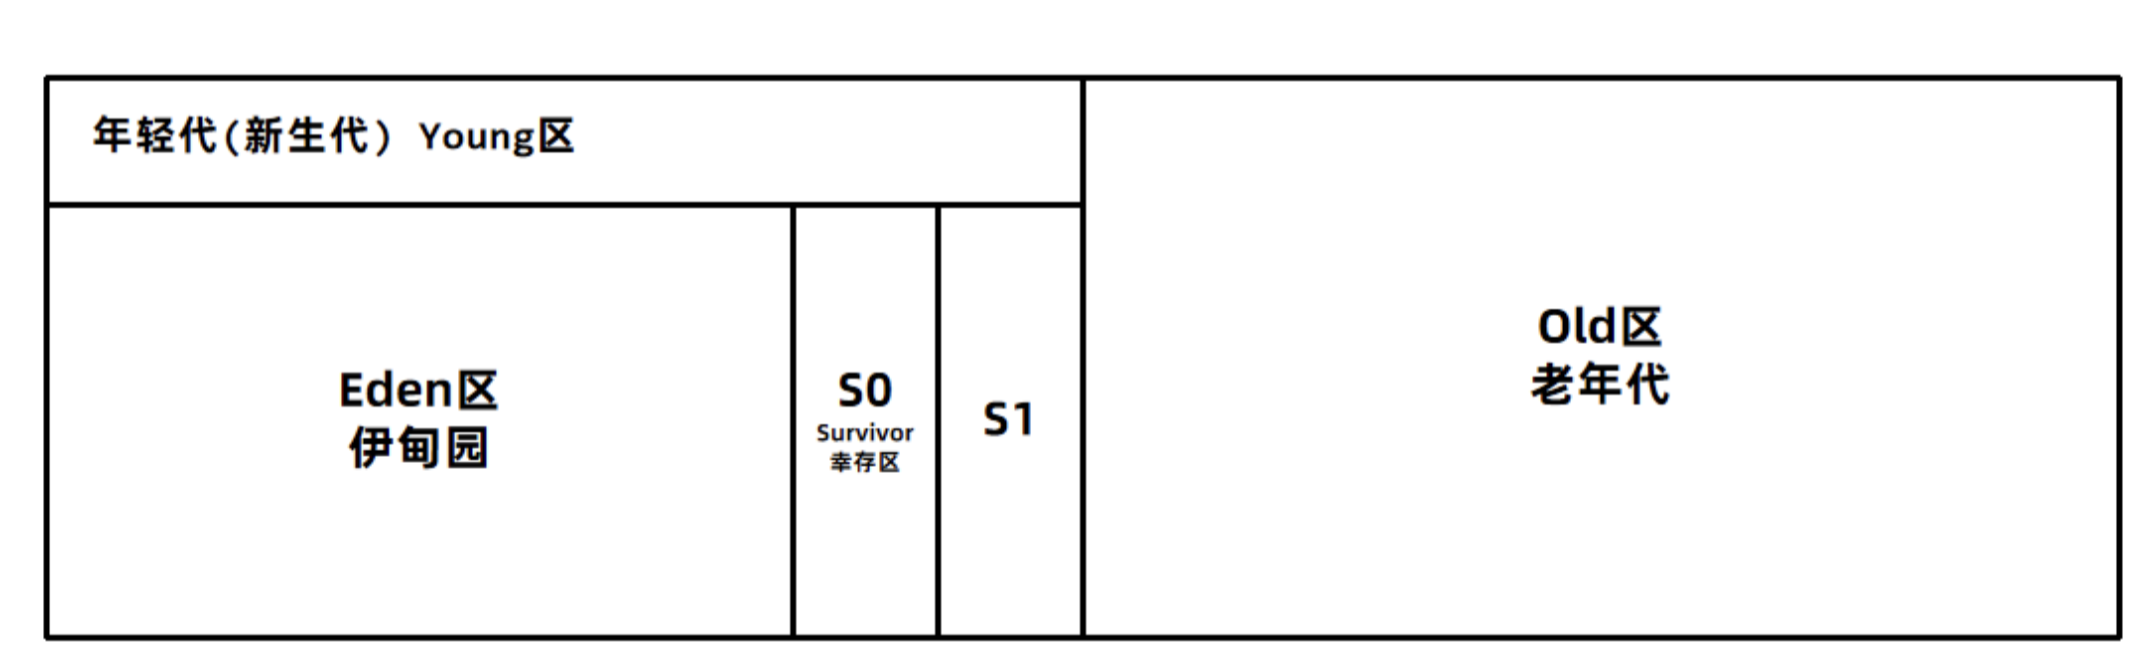 年轻代(新生代) Young区
Eden区
伊甸园
S0
Survivor
幸存区
S1
Old区
老年代